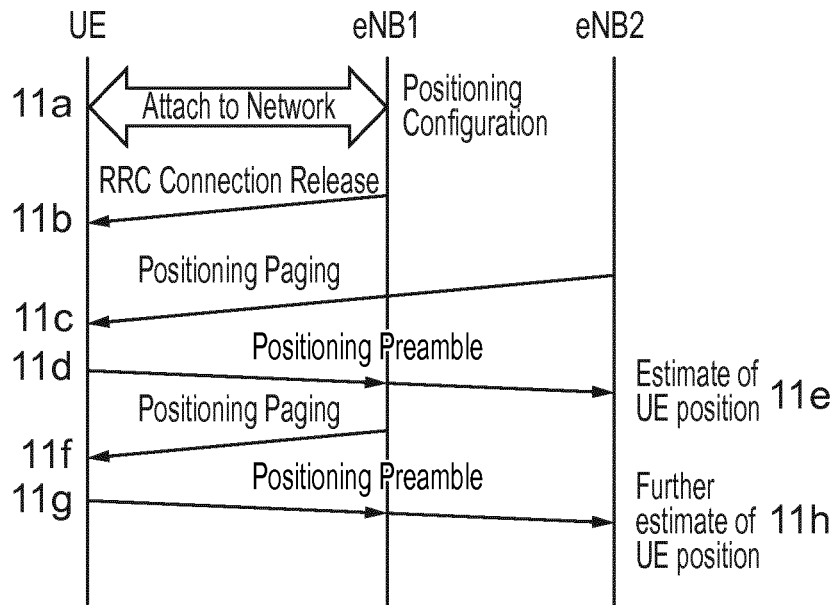 UE
eNB1
eNB2
11a
Attach to Network
Positioning
Configuration
RRC Connection Release
11b
Positioning Paging
11c
Positioning Preamble
11d
Estimate of
UE position
11e
Positioning Paging
11f
Positioning Preamble
11g
Further
estimate of
UE position
11h